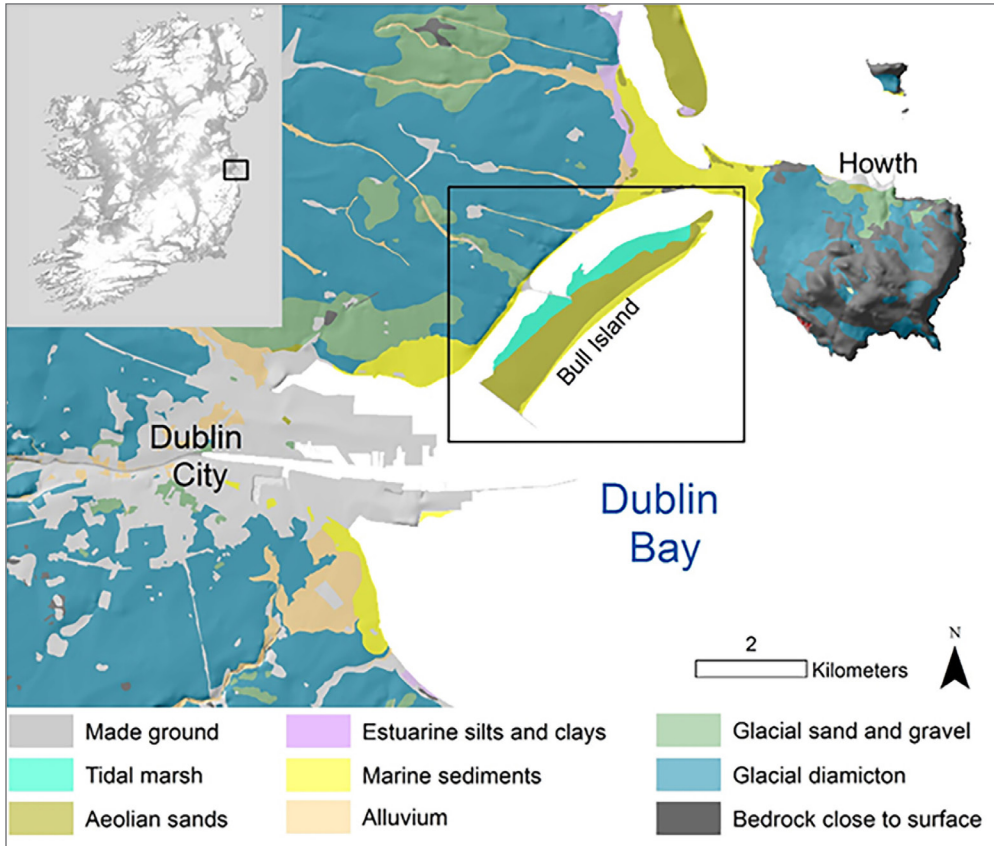 Howth
Bull Island
Dublin
City
Dublin
Bay
N
2
Kilometers
Made ground
Estuarine silts and clays
Glacial sand and gravel
Tidal marsh
Marine sediments
Glacial diamicton
Aeolian sands
Alluvium
Bedrock close to surface